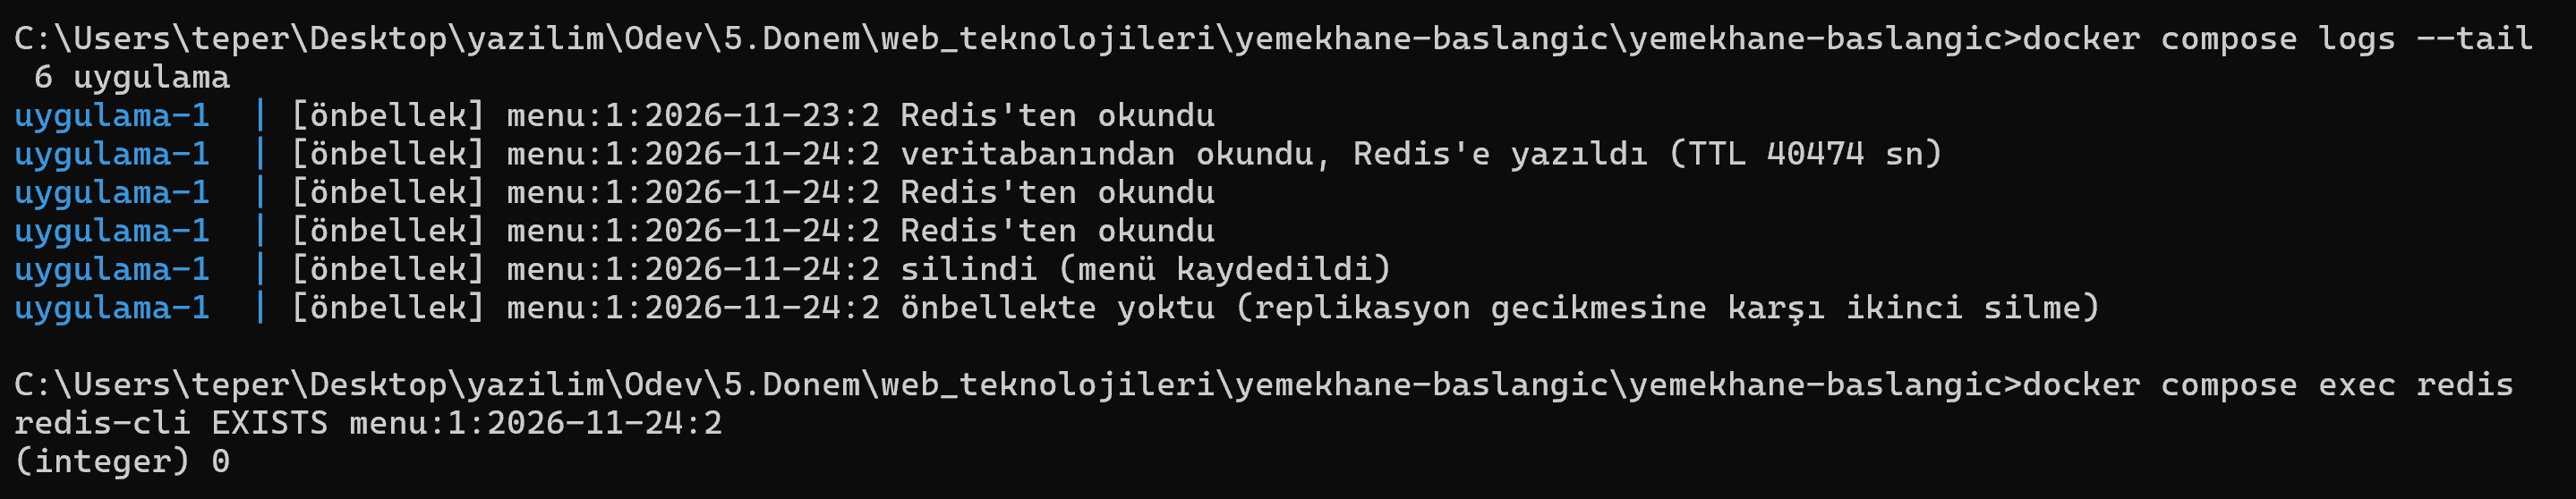 C:\Users\teper\Desktop\yazilim\Odev\5.Donem\web_teknolojileri\yemekhane-baslangic\yemekhane-baslangic>docker compose logs --tail
 6 uygulama
uygulama-1  | [önbellek] menu:1:2026-11-23:2 Redis'ten okundu
uygulama-1  | [önbellek] menu:1:2026-11-24:2 veritabanından okundu, Redis'e yazıldı (TTL 40474 sn)
uygulama-1  | [önbellek] menu:1:2026-11-24:2 Redis'ten okundu
uygulama-1  | [önbellek] menu:1:2026-11-24:2 Redis'ten okundu
uygulama-1  | [önbellek] menu:1:2026-11-24:2 silindi (menü kaydedildi)
uygulama-1  | [önbellek] menu:1:2026-11-24:2 önbellekte yoktu (replikasyon gecikmesine karşı ikinci silme)
C:\Users\teper\Desktop\yazilim\Odev\5.Donem\web_teknolojileri\yemekhane-baslangic\yemekhane-baslangic>docker compose exec redis
redis-cli EXISTS menu:1:2026-11-24:2
(integer) 0